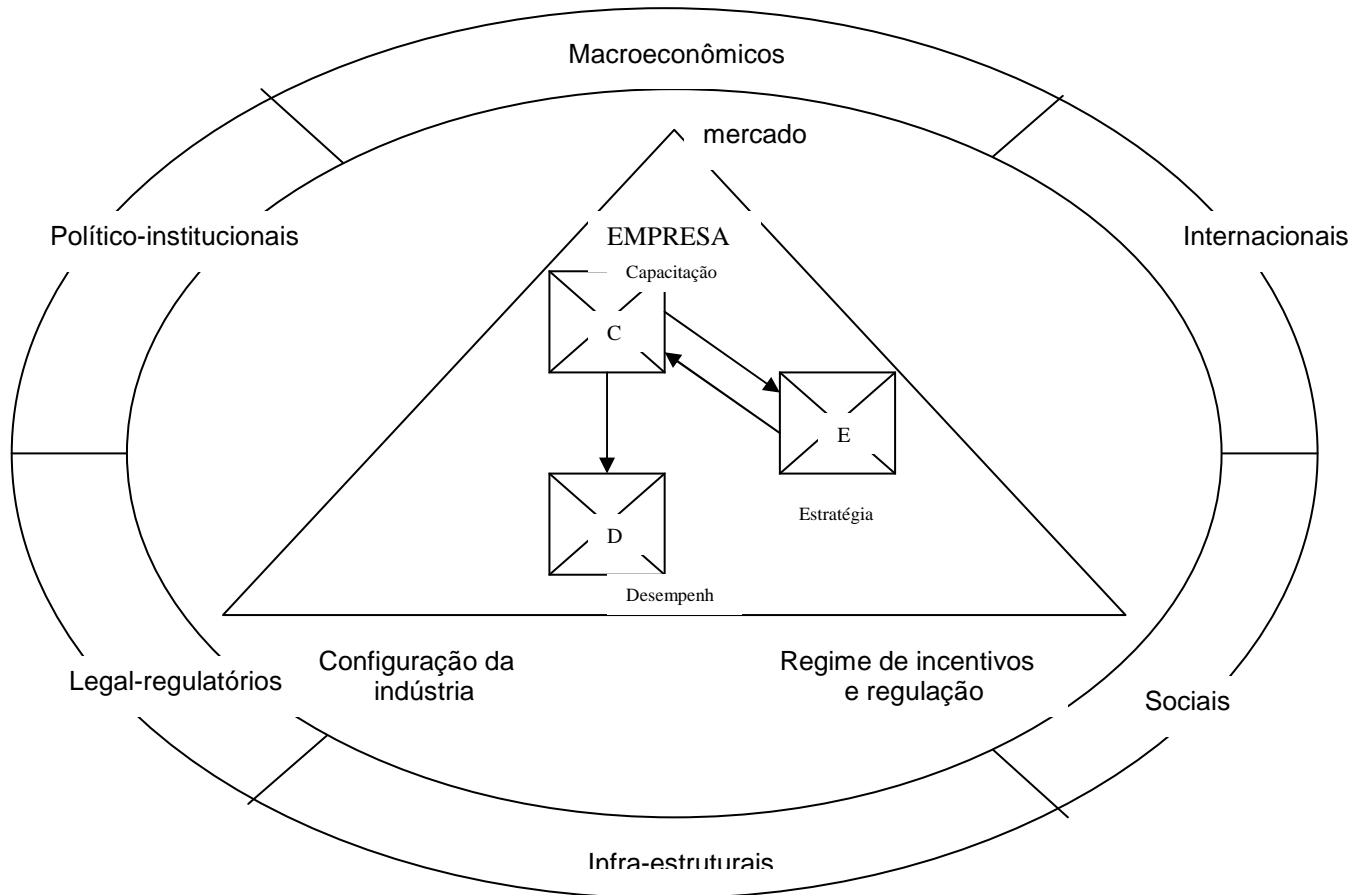 Macroeconômicos
mercado
Político-institucionais
EMPRESA
Internacionais
Capacitação
C
E
Estratégia
D
Desempenh
Configuração da
indústria
Regime de incentivos
e regulação
Legal-regulatórios
Sociais
Infra-estruturais